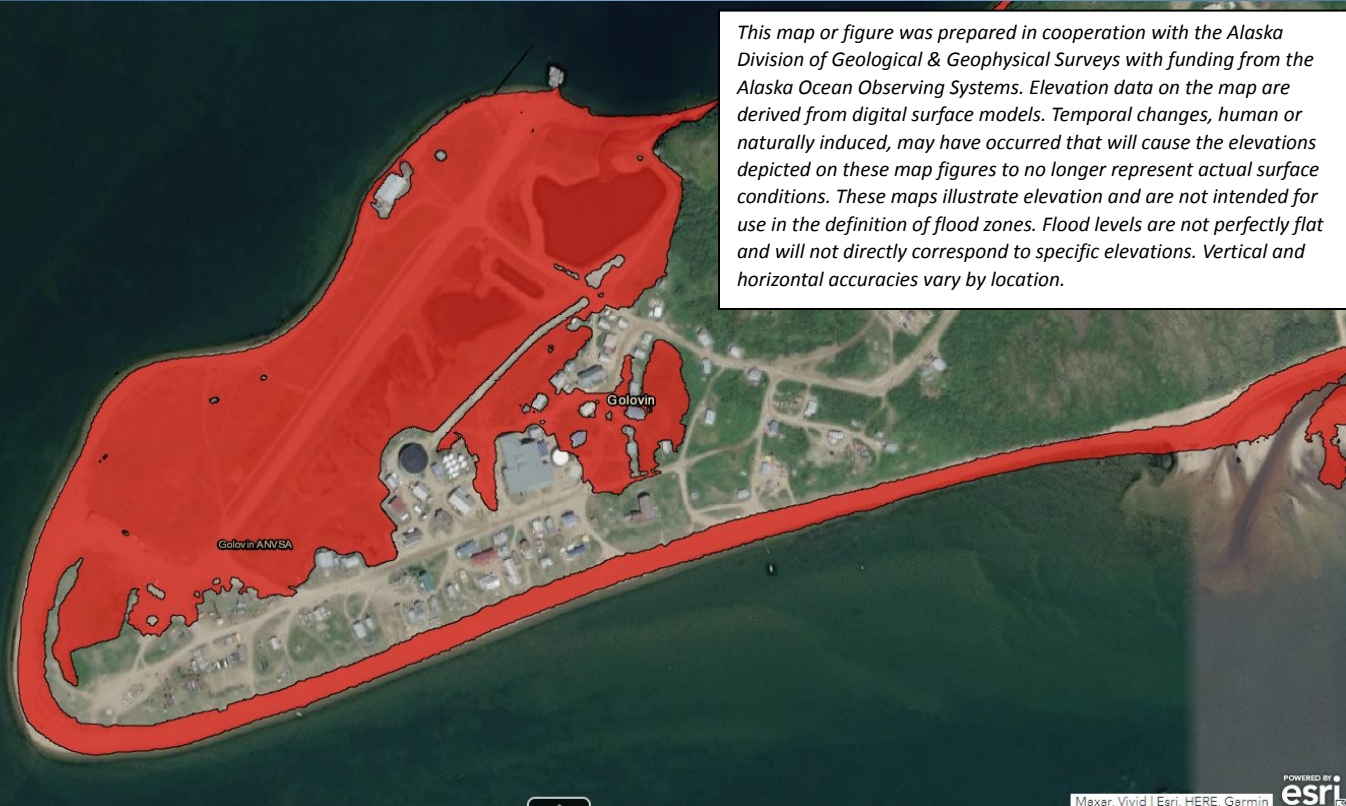 This map or figure was prepared in cooperation with the Alaska
Division of Geological & Geophysical Surveys with funding from the
Alaska Ocean Observing Systems. Elevation data on the map are
derived from digital surface models. Temporal changes, human or
naturally induced, may have occurred that will cause the elevations
depicted on these map figures to no longer represent actual surface
conditions. These maps illustrate elevation and are not intended for
use in the definition of flood zones. Flood levels are not perfectly flat
and will not directly correspond to specific elevations. Vertical and
horizontal accuracies vary by location.
Golovin
Golovin ANVSA
POWERED BY
esri
Maxar, Vivid | Esri, HERE, Garmin